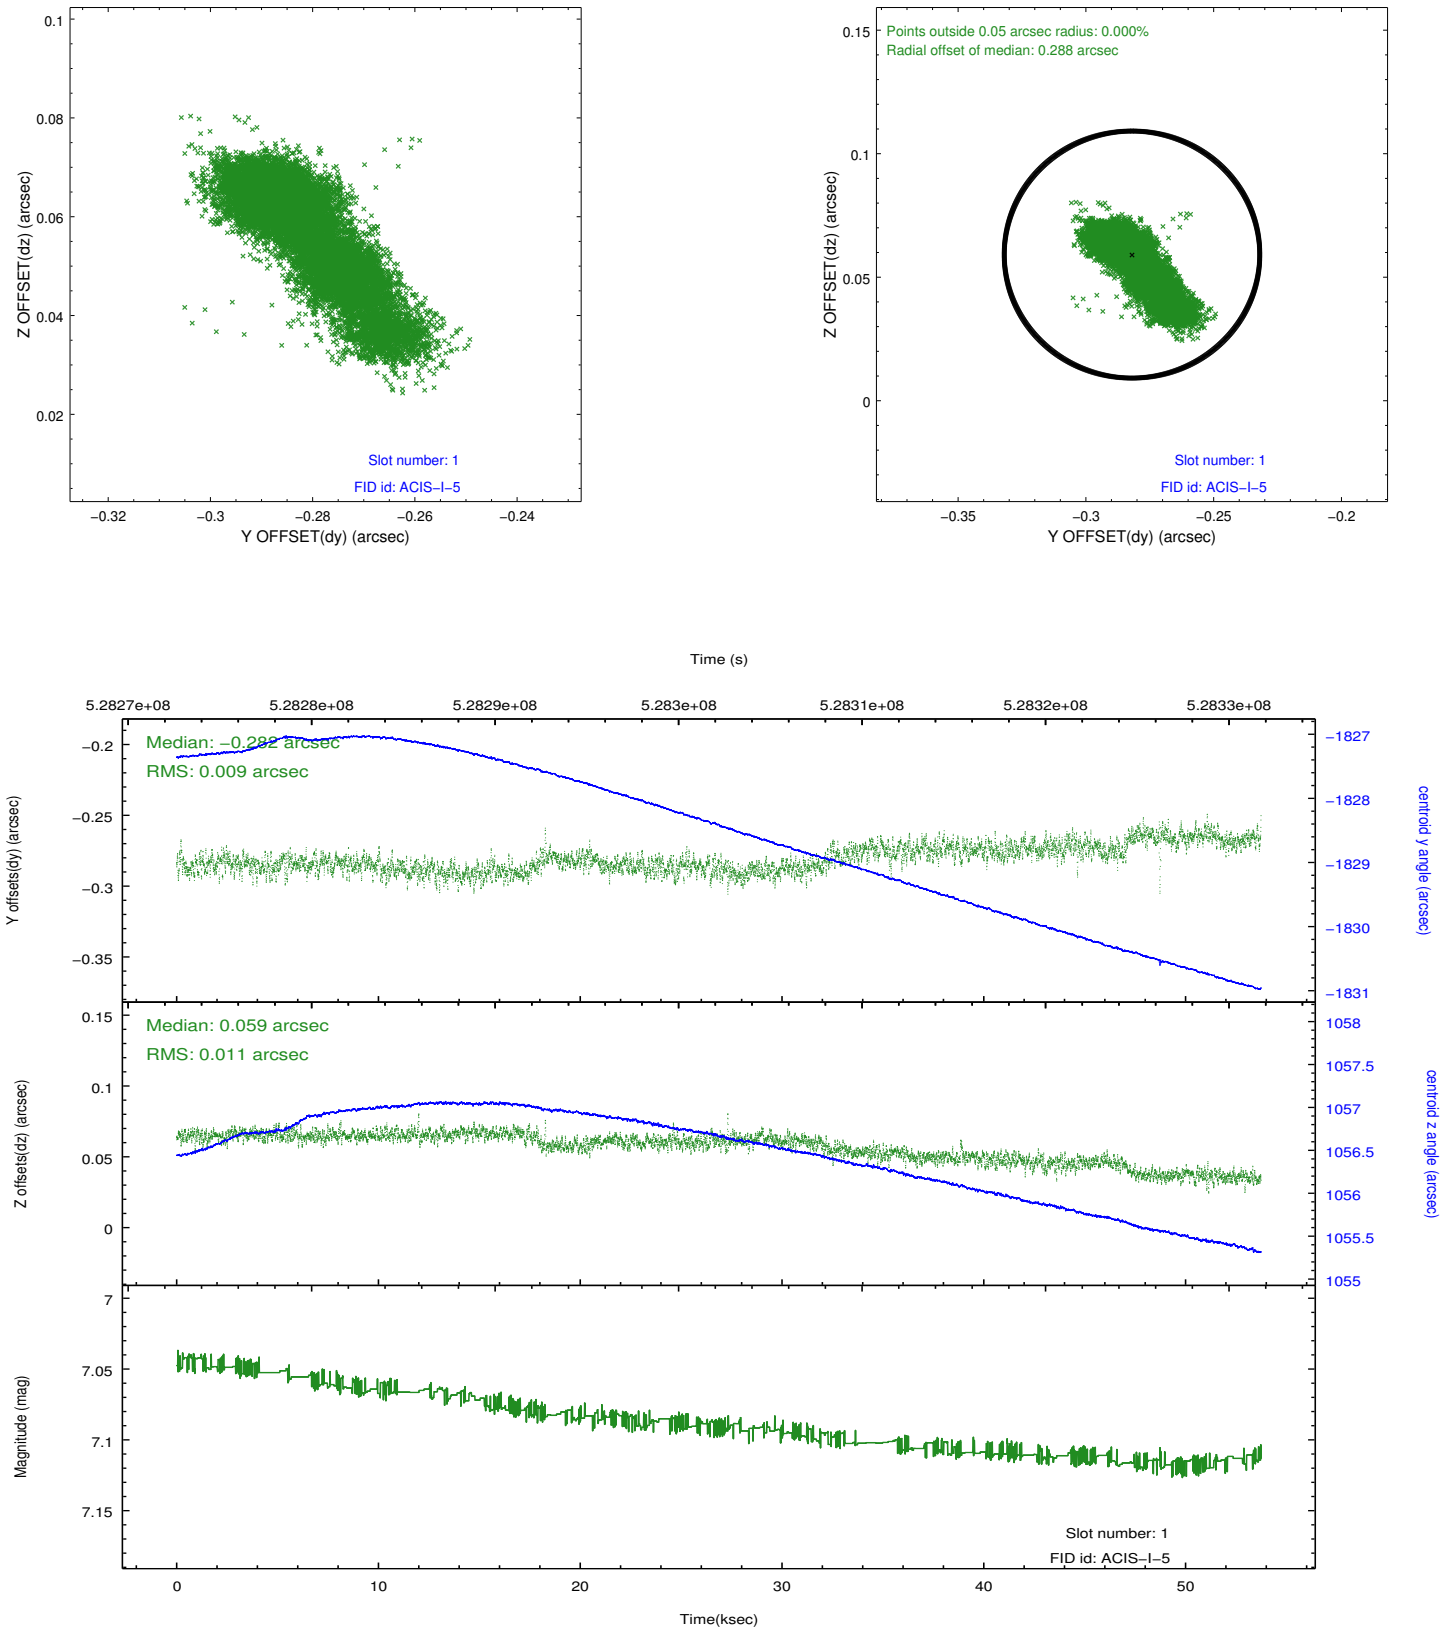 0.1
0.08
0.06
0.04
0.02
Z OFFSET(dz) (arcsec)
Slot number: 1
FID id: ACIS−I−5
−0.32 −0.3 −0.28 −0.26 −0.24
Y OFFSET(dy) (arcsec)
Points outside 0.05 arcsec radius: 0.000%
Radial offset of median: 0.288 arcsec
0.15
0.1
0.05
0
Z OFFSET(dz) (arcsec)
Slot number: 1
FID id: ACIS−I−5
−0.35 −0.3 −0.25 −0.2
Y OFFSET(dy) (arcsec)
Time (s)
5.2827e+08 5.2828e+08 5.2829e+08 5.283e+08 5.2831e+08 5.2832e+08 5.2833e+08
Median: −0.282 arcsec
RMS: 0.009 arcsec
−0.2
−0.25
−0.3
−0.35
Y offsets(dy) (arcsec)
−1827
−1828
−1829
−1830
−1831
centroid y angle (arcsec)
Median: 0.059 arcsec
RMS: 0.011 arcsec
0.15
0.1
0.05
0
Z offsets(dz) (arcsec)
1058
1057.5
1057
1056.5
1056
1055.5
1055
centroid z angle (arcsec)
7
7.05
7.1
7.15
Magnitude (mag)
Slot number: 1
FID id: ACIS−I−5
0 10 20 30 40 50
Time(ksec)